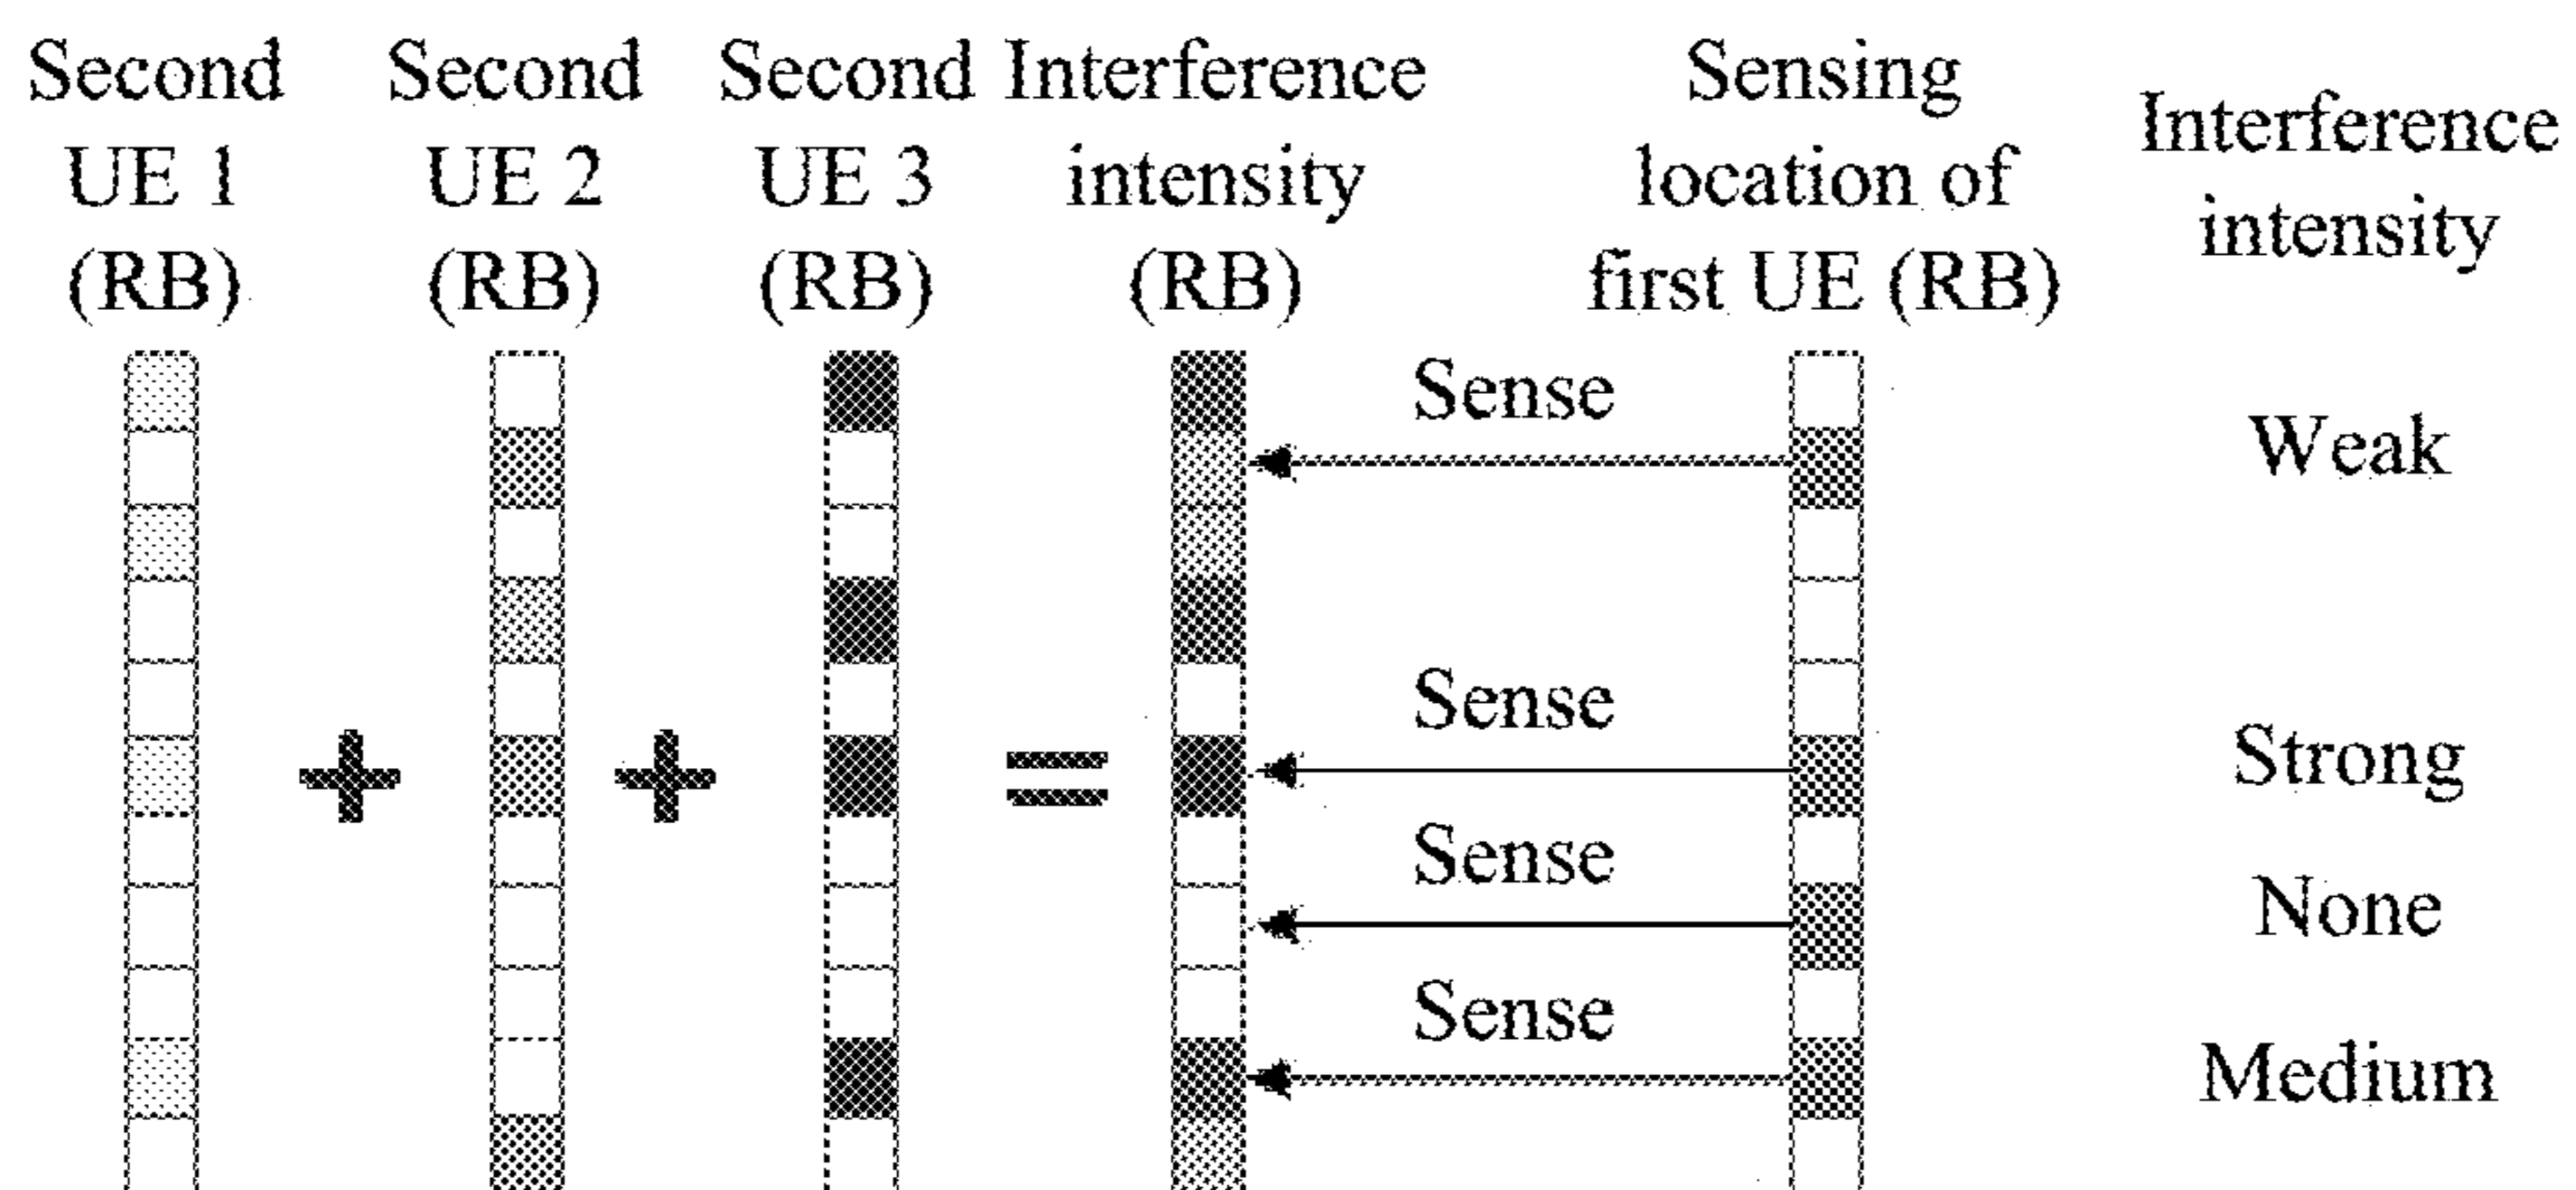 Second
UE 1
(RB)
Second
UE 2
(RB)
Second
UE 3
(RB)
Interference
intensity
(RB)
Sensing
location of
first UE (RB)
Interference
intensity
Sense
Weak
+
+
=
Sense
Strong
Sense
None
Sense
Medium